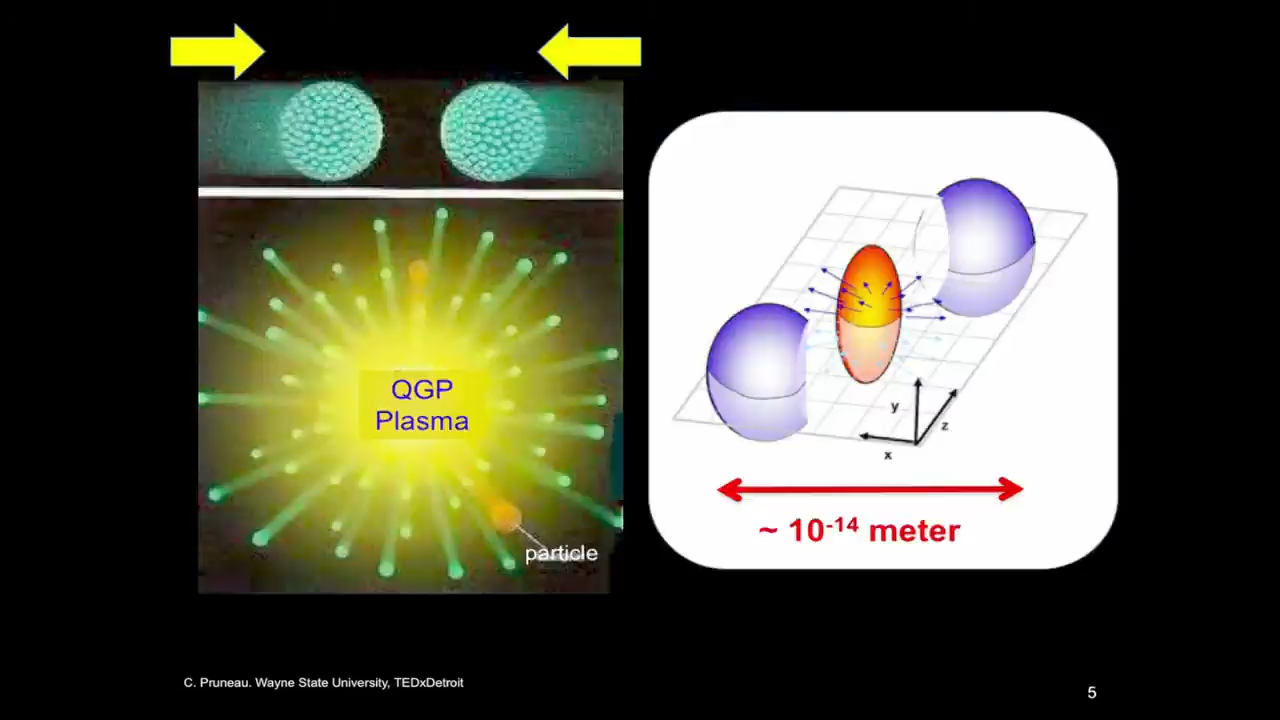 QGP
Plasma
particle
y
z
x
~ 10⁻¹⁴ meter
C. Pruneau. Wayne State University, TEDxDetroit
5